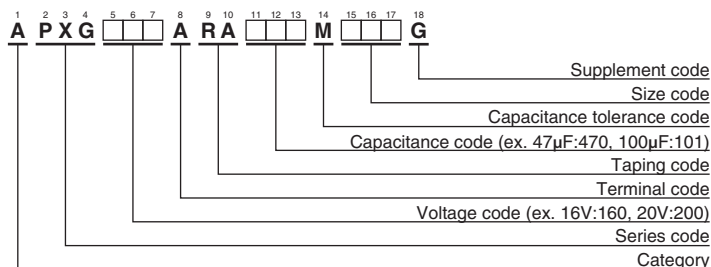 1 2 3 4 5 6 7 8 9 10 11 12 13 14 15 16 17 18
A P X G A R A M G
Supplement code
Size code
Capacitance tolerance code
Capacitance code (ex. 47µF:470, 100µF:101)
Taping code
Terminal code
Voltage code (ex. 16V:160, 20V:200)
Series code
Category